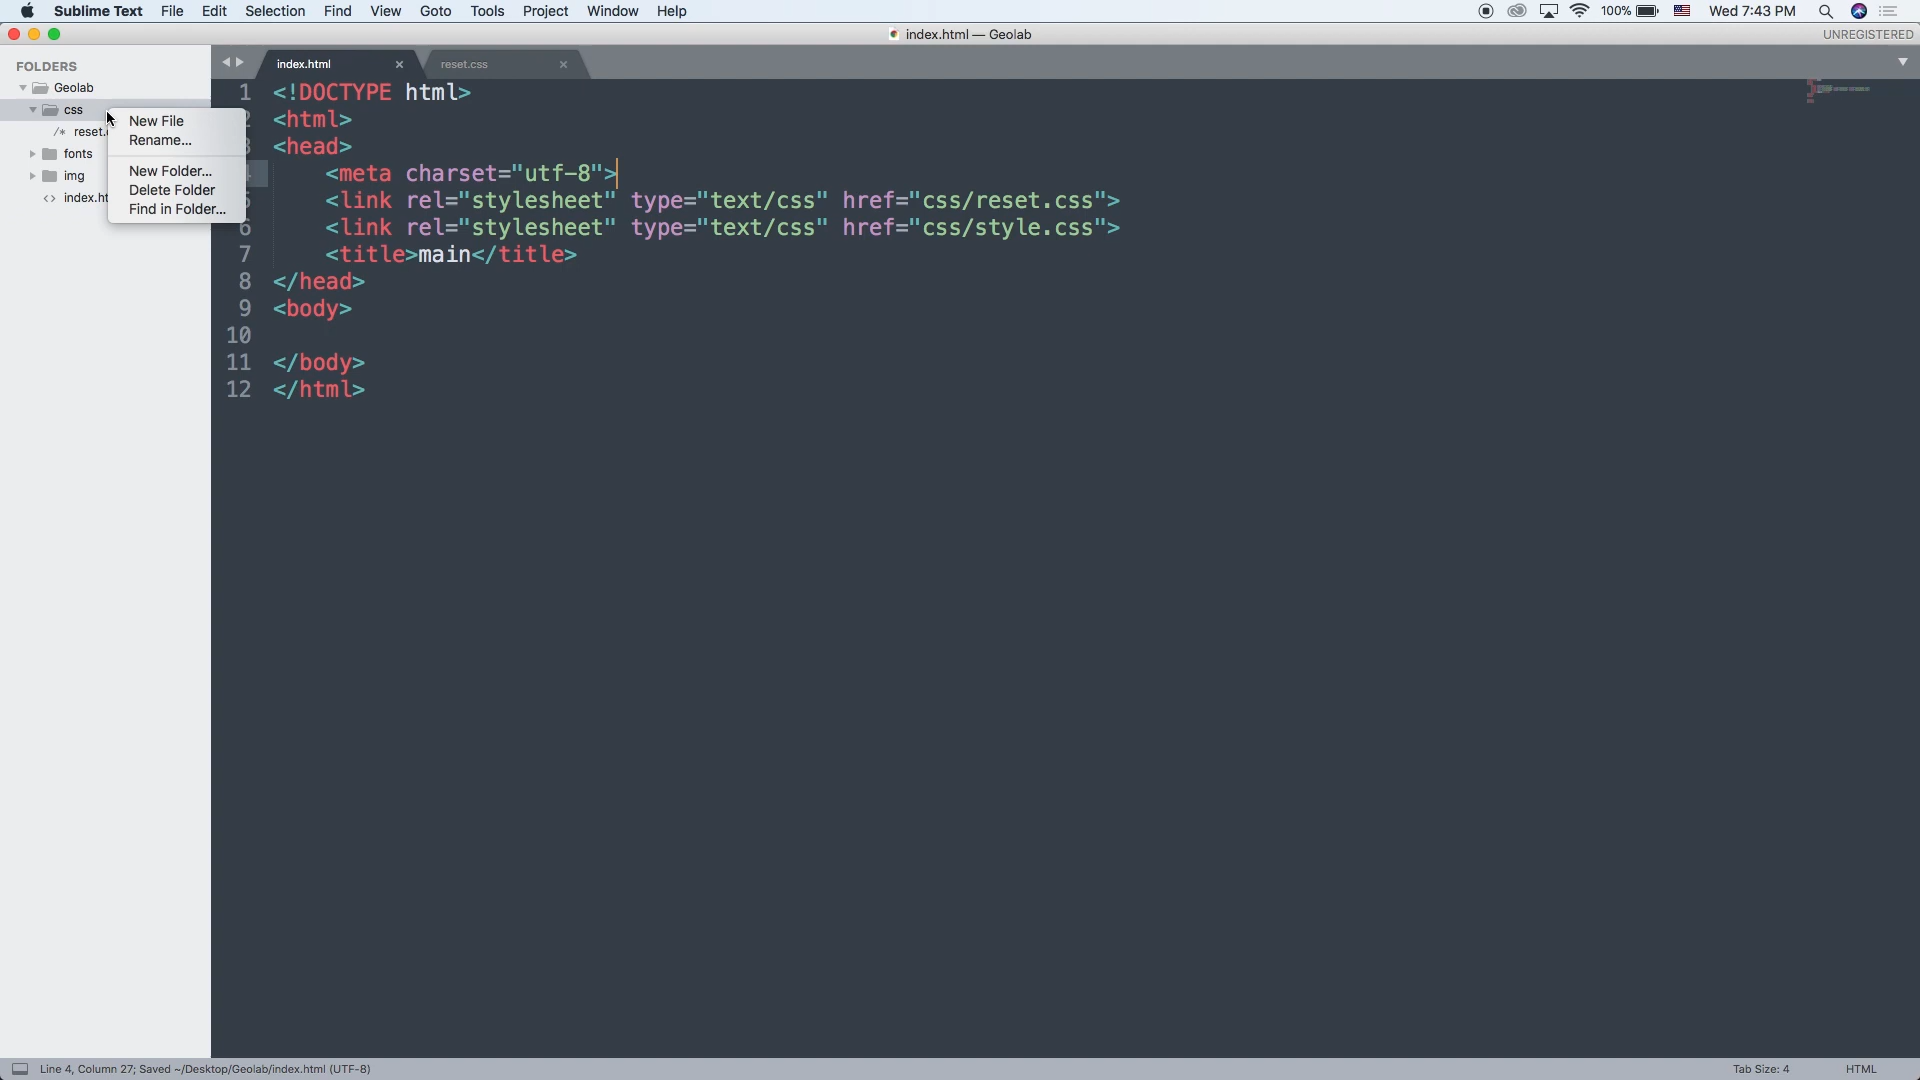 Sublime Text File Edit Selection Find View Goto Tools Project Window Help 100% Wed 7:43 PM
index.html — Geolab UNREGISTERED
FOLDERS
Geolab
css
/* reset.
fonts
img
<> index.ht
New File
Rename...
New Folder...
Delete Folder
Find in Folder...
index.html × reset.css ×
1 <!DOCTYPE html>
<html>
<head>
<meta charset="utf-8">
<link rel="stylesheet" type="text/css" href="css/reset.css">
6 <link rel="stylesheet" type="text/css" href="css/style.css">
7 <title>main</title>
8 </head>
9 <body>
10
11 </body>
12 </html>
Line 4, Column 27; Saved ~/Desktop/Geolab/index.html (UTF-8) Tab Size: 4 HTML